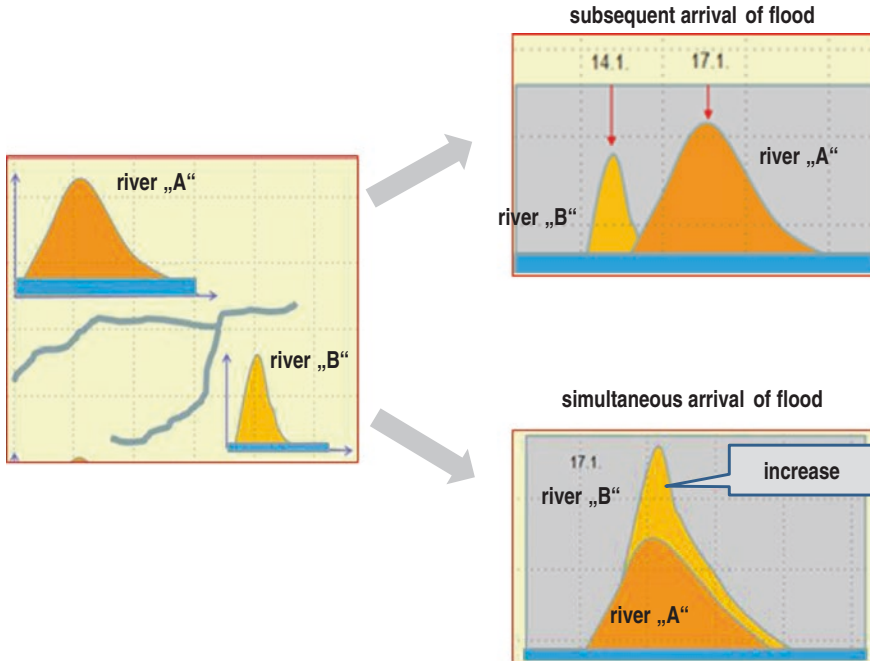 subsequent arrival of flood
14.1. 17.1.
river „A“
river „B“
river „A“
river „B“
simultaneous arrival of flood
17.1.
increase
river „B“
river „A“